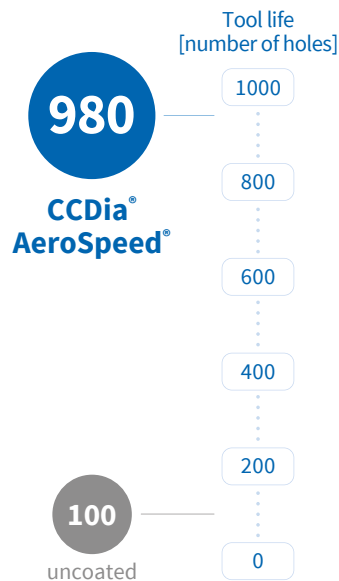 Tool life
[number of holes]
1000
980
CCDia®
AeroSpeed®
800
600
400
200
100
uncoated
0